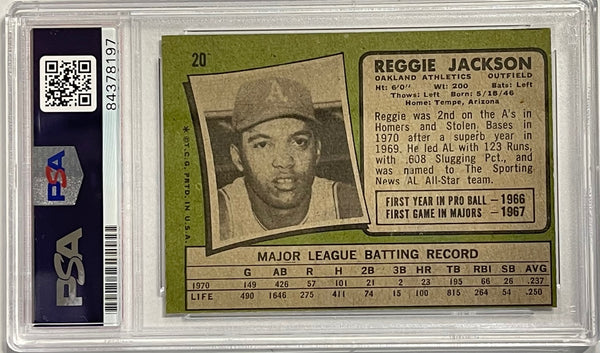 84378197
PSA
PSA
20
REGGIE JACKSON
OAKLAND ATHLETICS OUTFIELD
Ht: 6'0" Wt: 200 Bats: Left
Throws: Left Born: 5/18/46
Home: Tempe, Arizona
Reggie was 2nd on the A's in
Homers and Stolen Bases in
1970 after a superb year in
1969. He led AL with 123 Runs,
with .608 Slugging Pct., and
was named to The Sporting
News AL All-Star team.
FIRST YEAR IN PRO BALL — 1966
FIRST GAME IN MAJORS — 1967
* © T.C.G. PRTD. IN U.S.A.
A
MAJOR LEAGUE BATTING RECORD
G AB R H 2B 3B HR TB RBI SB AVG
1970 149 426 57 101 21 2 23 195 66 26 .237
LIFE 490 1646 275 411 74 15 100 815 264 54 .250